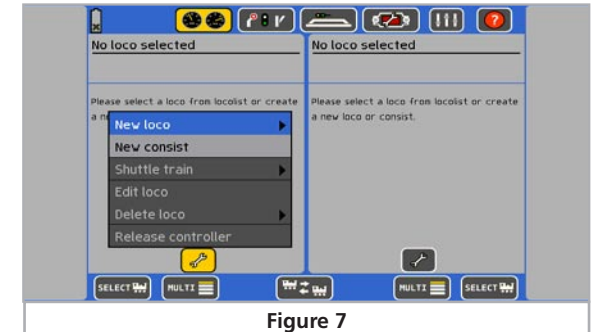 No loco selected
No loco selected
Please select a loco from locolist or create
Please select a loco from locolist or create
a new loco or consist.
New loco
New consist
Shuttle train
Edit loco
Delete loco
Release controller
SELECT
MULTI
MULTI
SELECT
Figure 7